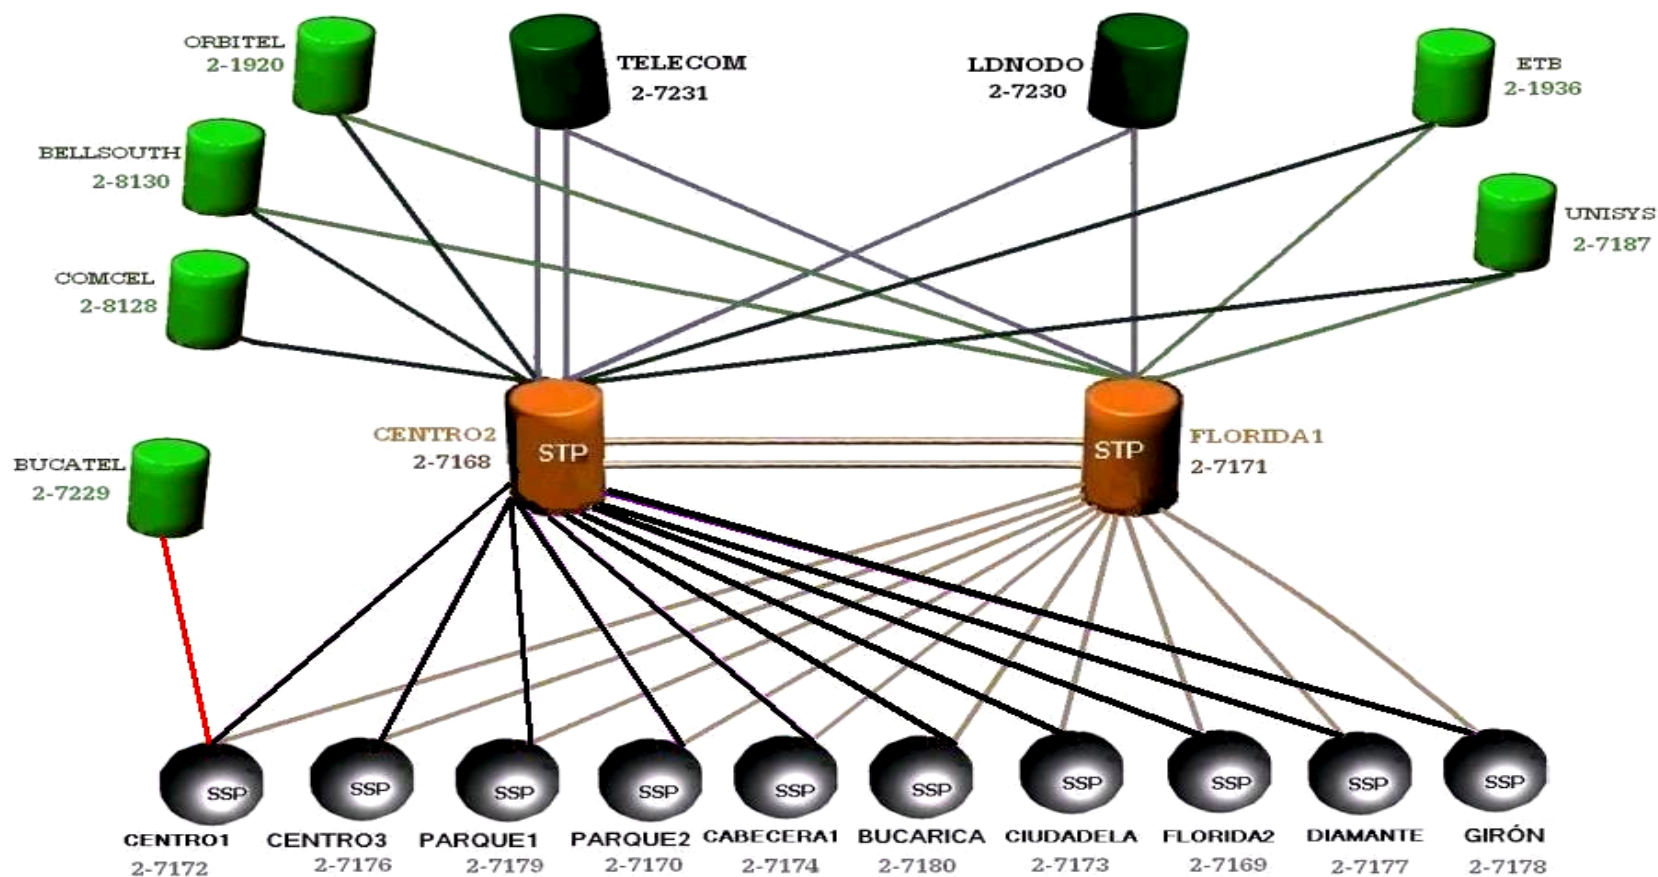 ORBITEL
2-1920
TELECOM
2-7231
LDNODO
2-7230
ETB
2-1936
BELLSOUTH
2-8130
UNISYS
2-7187
COMCEL
2-8128
CENTRO2
2-7168
STP
STP
FLORIDA1
2-7171
BUCATEL
2-7229
SSP
SSP
SSP
SSP
SSP
SSP
SSP
SSP
SSP
SSP
CENTRO1
2-7172
CENTRO3
2-7176
PARQUE1
2-7179
PARQUE2
2-7170
CABECERA1
2-7174
BUCARICA
2-7180
CIUDADELA
2-7173
FLORIDA2
2-7169
DIAMANTE
2-7177
GIRÓN
2-7178